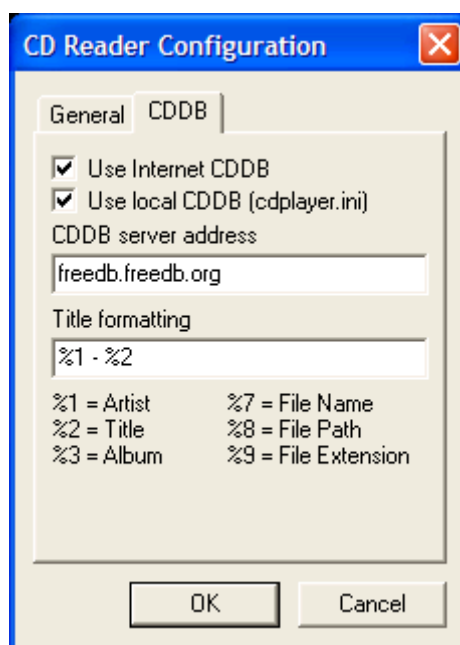 CD Reader Configuration
General CDDB
Use Internet CDDB
Use local CDDB (cdplayer.ini)
CDDB server address
freedb.freedb.org
Title formatting
%1 - %2
%1 = Artist %7 = File Name
%2 = Title %8 = File Path
%3 = Album %9 = File Extension
OK Cancel